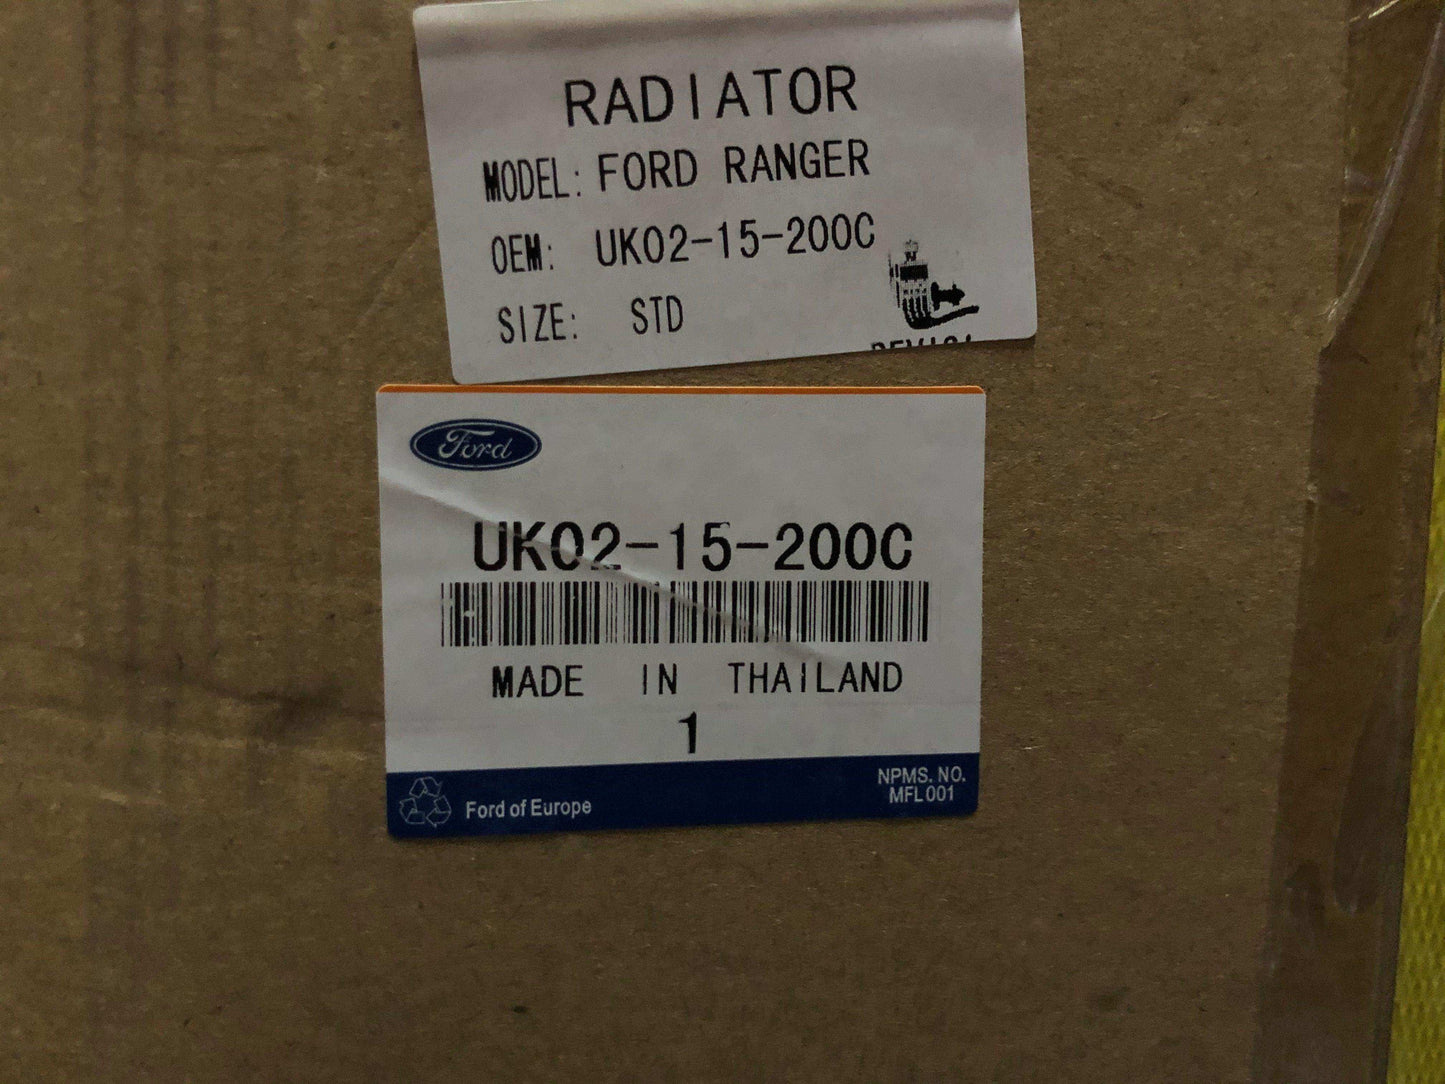 RADIATOR
MODEL: FORD RANGER
OEM: UK02-15-200C
SIZE: STD
Ford
UK02-15-200C
MADE IN THAILAND
1
Ford of Europe
NPMS. NO.
MFL001